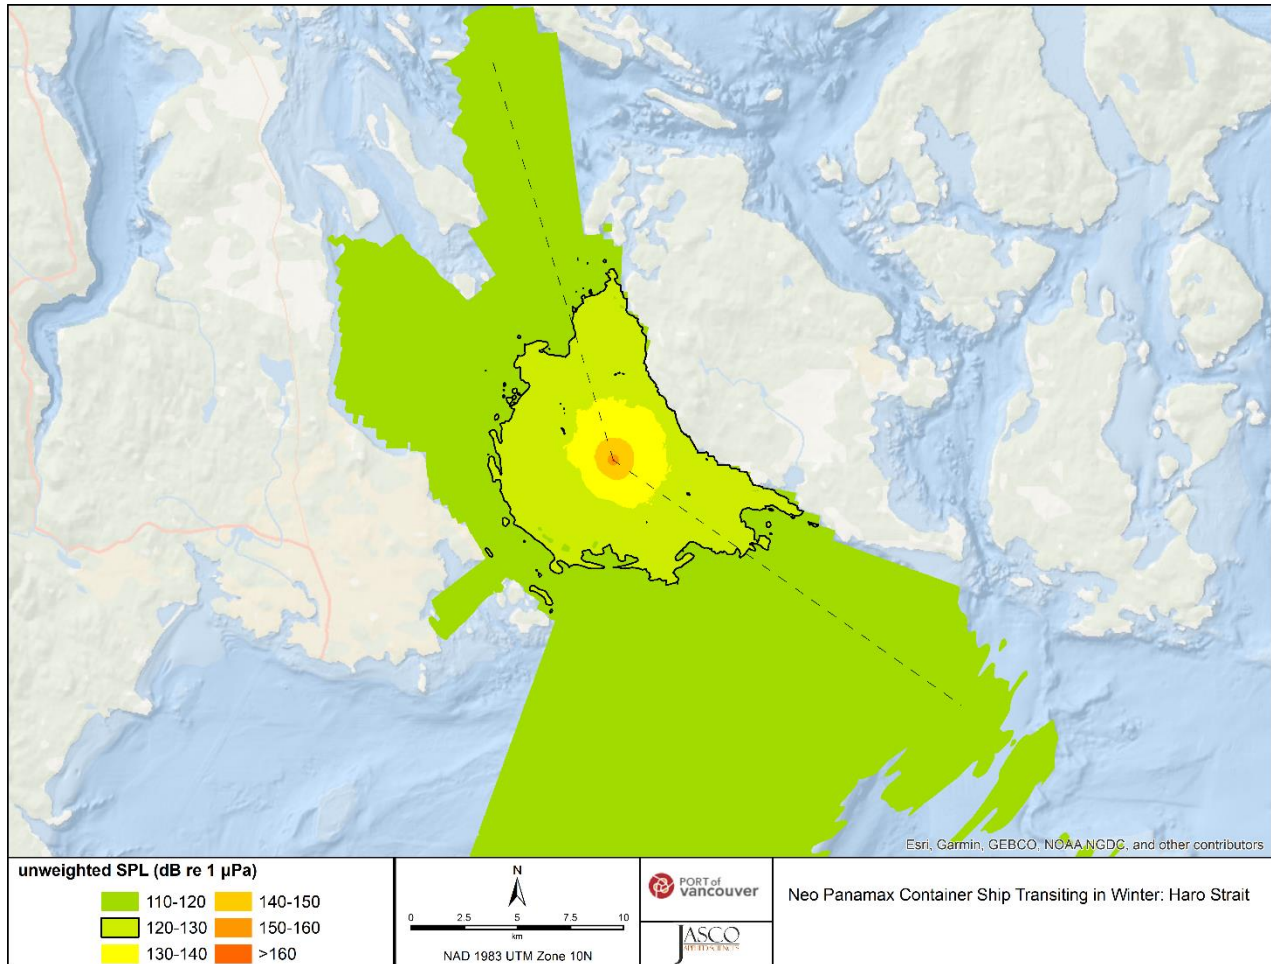 Esri, Garmin, GEBCO, NOAA NGDC, and other contributors
unweighted SPL (dB re 1 µPa)
110-120
140-150
120-130
150-160
130-140
>160
N
0 2.5 5 7.5 10
km
NAD 1983 UTM Zone 10N
PORT of
vancouver
JASCO
APPLIED SCIENCES
Neo Panamax Container Ship Transiting in Winter: Haro Strait